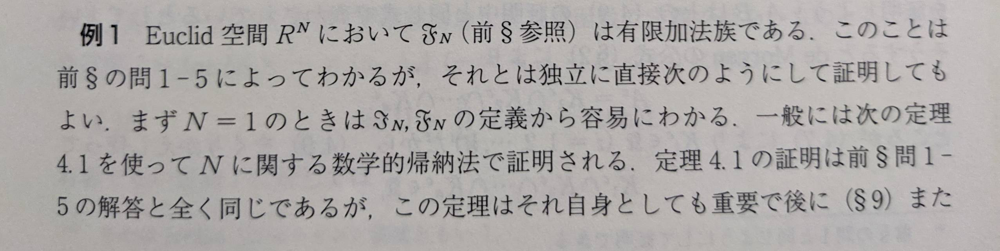 例1 Euclid 空間 R^N において 𝔉_N (前§参照) は有限加法族である. このことは
前§の問1-5によってわかるが, それとは独立に直接次のようにして証明しても
よい. まず N = 1 のときは ℑ_N, 𝔉_N の定義から容易にわかる. 一般には次の定理
4.1を使って N に関する数学的帰納法で証明される. 定理4.1の証明は前§問1-
5の解答と全く同じであるが, この定理はそれ自身としても重要で後に (§9) また